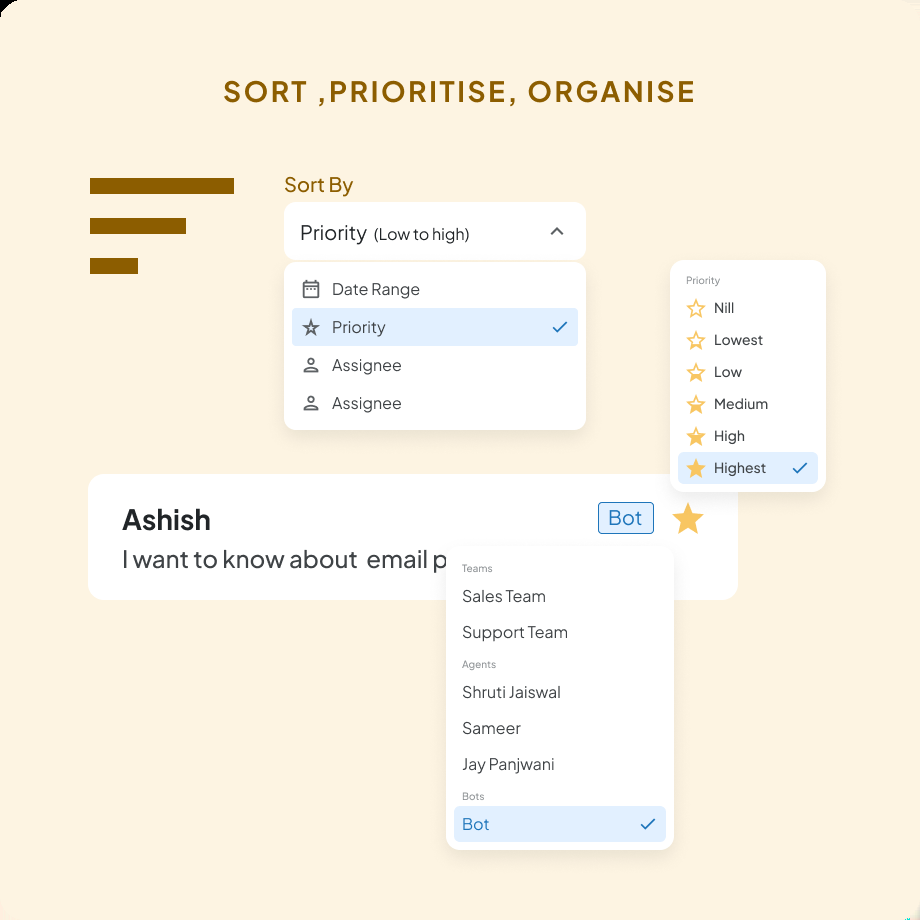 SORT ,PRIORITISE, ORGANISE
Sort By
Priority (Low to high)
Date Range
Priority
Assignee
Assignee
Priority
Nill
Lowest
Low
Medium
High
Highest
Ashish
Bot
I want to know about email p
Teams
Sales Team
Support Team
Agents
Shruti Jaiswal
Sameer
Jay Panjwani
Bots
Bot